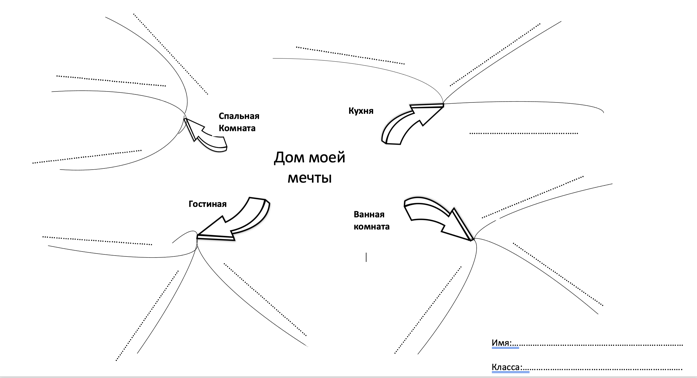 Спальная
Комната
Кухня
Дом моей
мечты
Гостиная
Ванная
комната
Имя:
Класса: